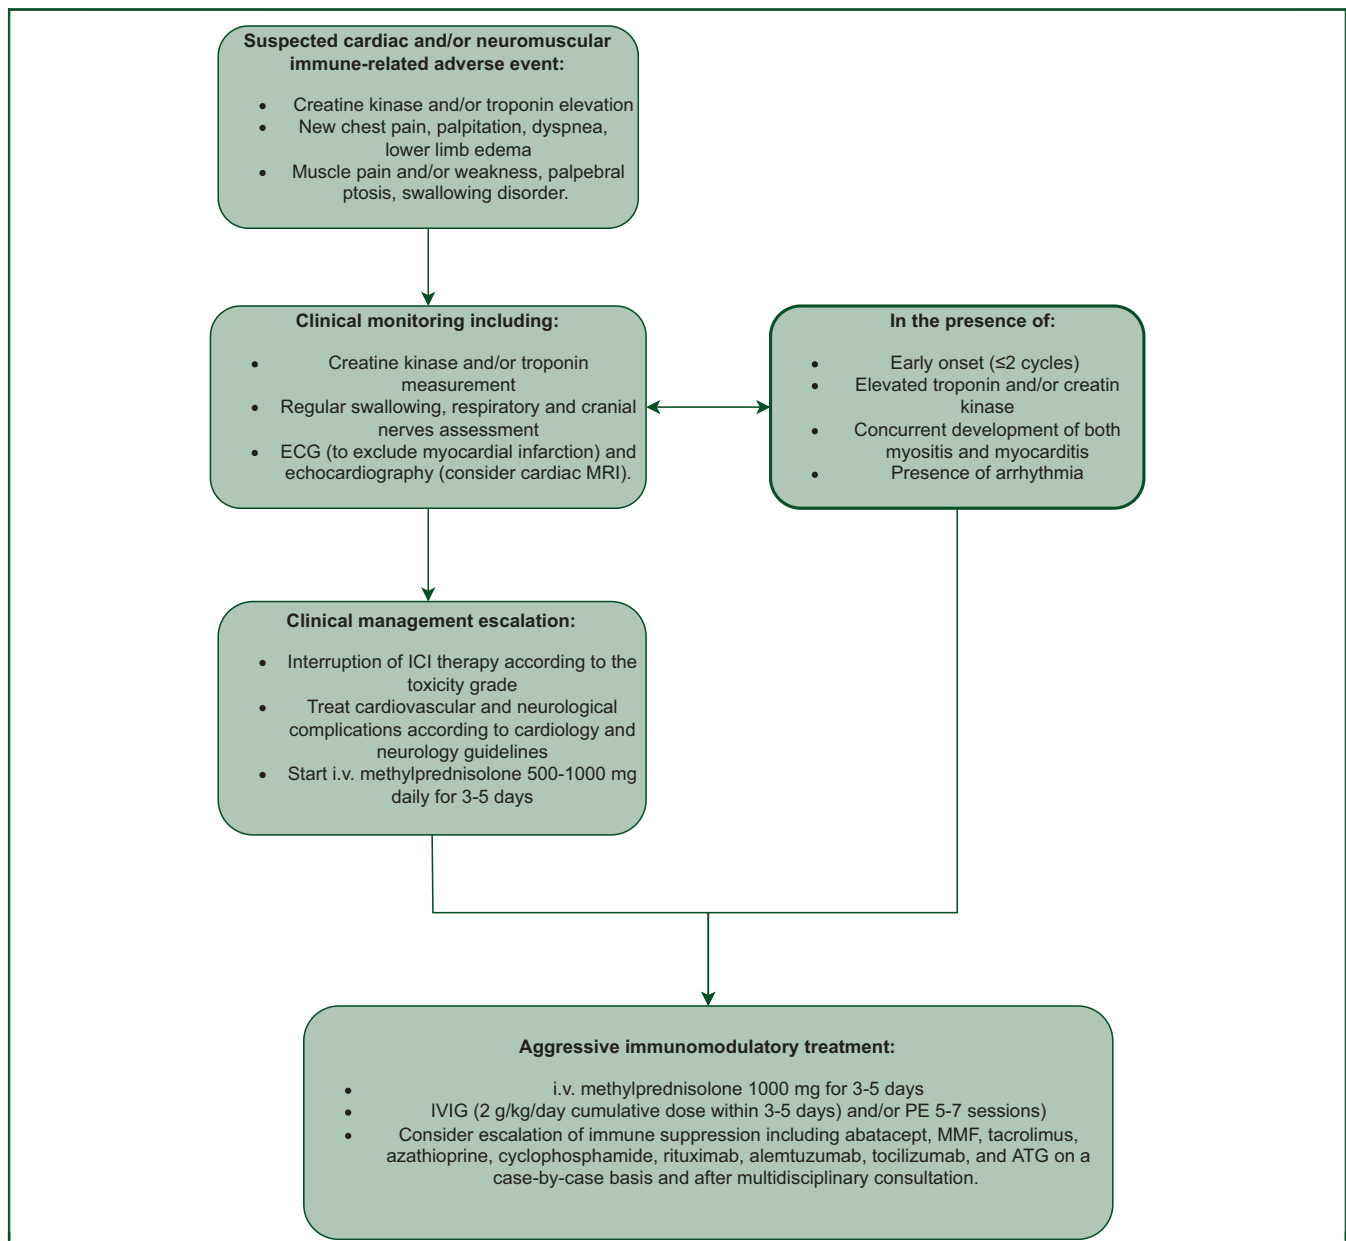 Suspected cardiac and/or neuromuscular
immune-related adverse event:
• Creatine kinase and/or troponin elevation
• New chest pain, palpitation, dyspnea,
lower limb edema
• Muscle pain and/or weakness, palpebral
ptosis, swallowing disorder.
Clinical monitoring including:
• Creatine kinase and/or troponin
measurement
• Regular swallowing, respiratory and cranial
nerves assessment
• ECG (to exclude myocardial infarction) and
echocardiography (consider cardiac MRI).
In the presence of:
• Early onset (≤2 cycles)
• Elevated troponin and/or creatin
kinase
• Concurrent development of both
myositis and myocarditis
• Presence of arrhythmia
Clinical management escalation:
• Interruption of ICI therapy according to the
toxicity grade
• Treat cardiovascular and neurological
complications according to cardiology and
neurology guidelines
• Start i.v. methylprednisolone 500-1000 mg
daily for 3-5 days
Aggressive immunomodulatory treatment:
• i.v. methylprednisolone 1000 mg for 3-5 days
• IVIG (2 g/kg/day cumulative dose within 3-5 days) and/or PE 5-7 sessions)
• Consider escalation of immune suppression including abatacept, MMF, tacrolimus,
azathioprine, cyclophosphamide, rituximab, alemtuzumab, tocilizumab, and ATG on a
case-by-case basis and after multidisciplinary consultation.